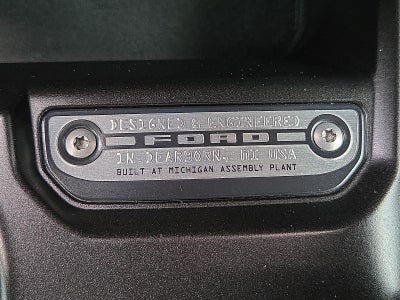 DESIGNED & ENGINEERED
FORD
IN DEARBORN, MI USA
BUILT AT MICHIGAN ASSEMBLY PLANT